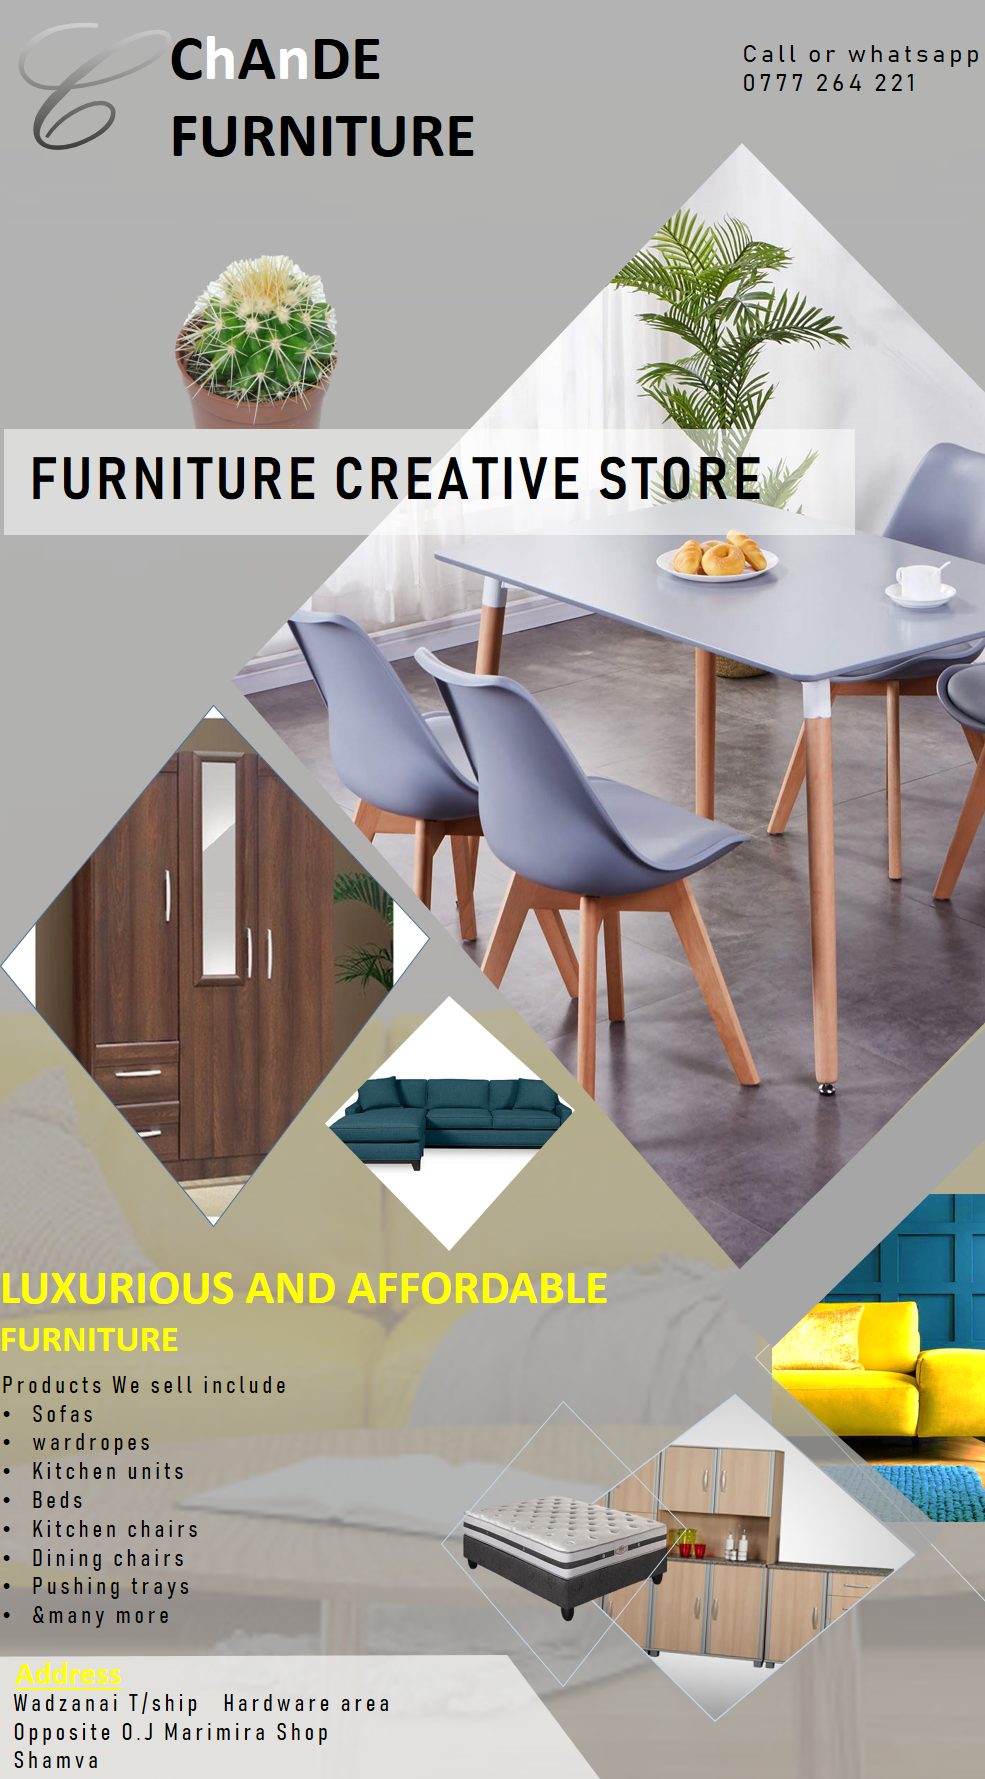 ChAnDE
FURNITURE
Call or whatsapp
0777 264 221
FURNITURE CREATIVE STORE
LUXURIOUS AND AFFORDABLE
FURNITURE
Products We sell include
• Sofas
• wardropes
• Kitchen units
• Beds
• Kitchen chairs
• Dining chairs
• Pushing trays
• &many more
Address
Wadzanai T/ship Hardware area
Opposite O.J Marimira Shop
Shamva